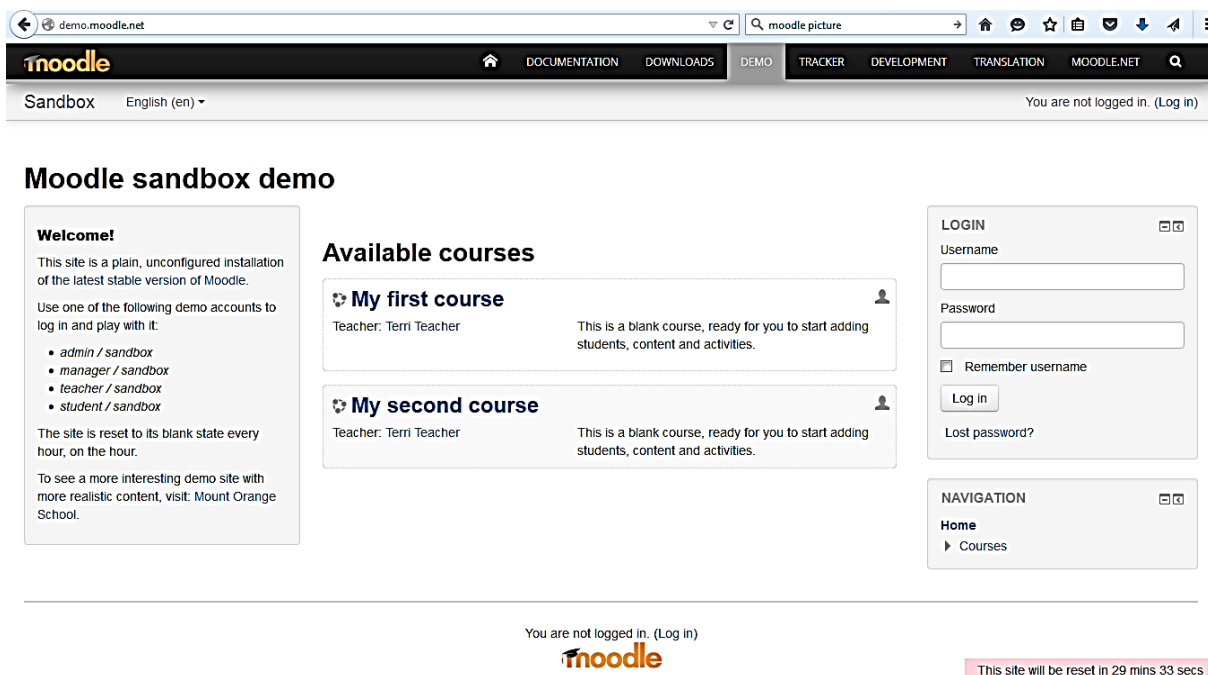 demo.moodle.net
moodle picture
moodle
DOCUMENTATION DOWNLOADS DEMO TRACKER DEVELOPMENT TRANSLATION MOODLE.NET
Sandbox English (en)
You are not logged in. (Log in)
Moodle sandbox demo
Welcome!
This site is a plain, unconfigured installation
of the latest stable version of Moodle.
Use one of the following demo accounts to
log in and play with it:
• admin / sandbox
• manager / sandbox
• teacher / sandbox
• student / sandbox
The site is reset to its blank state every
hour, on the hour.
To see a more interesting demo site with
more realistic content, visit: Mount Orange
School.
Available courses
My first course
Teacher: Terri Teacher
This is a blank course, ready for you to start adding
students, content and activities.
My second course
Teacher: Terri Teacher
This is a blank course, ready for you to start adding
students, content and activities.
LOGIN
Username
Password
Remember username
Log in
Lost password?
NAVIGATION
Home
Courses
You are not logged in. (Log in)
moodle
This site will be reset in 29 mins 33 secs